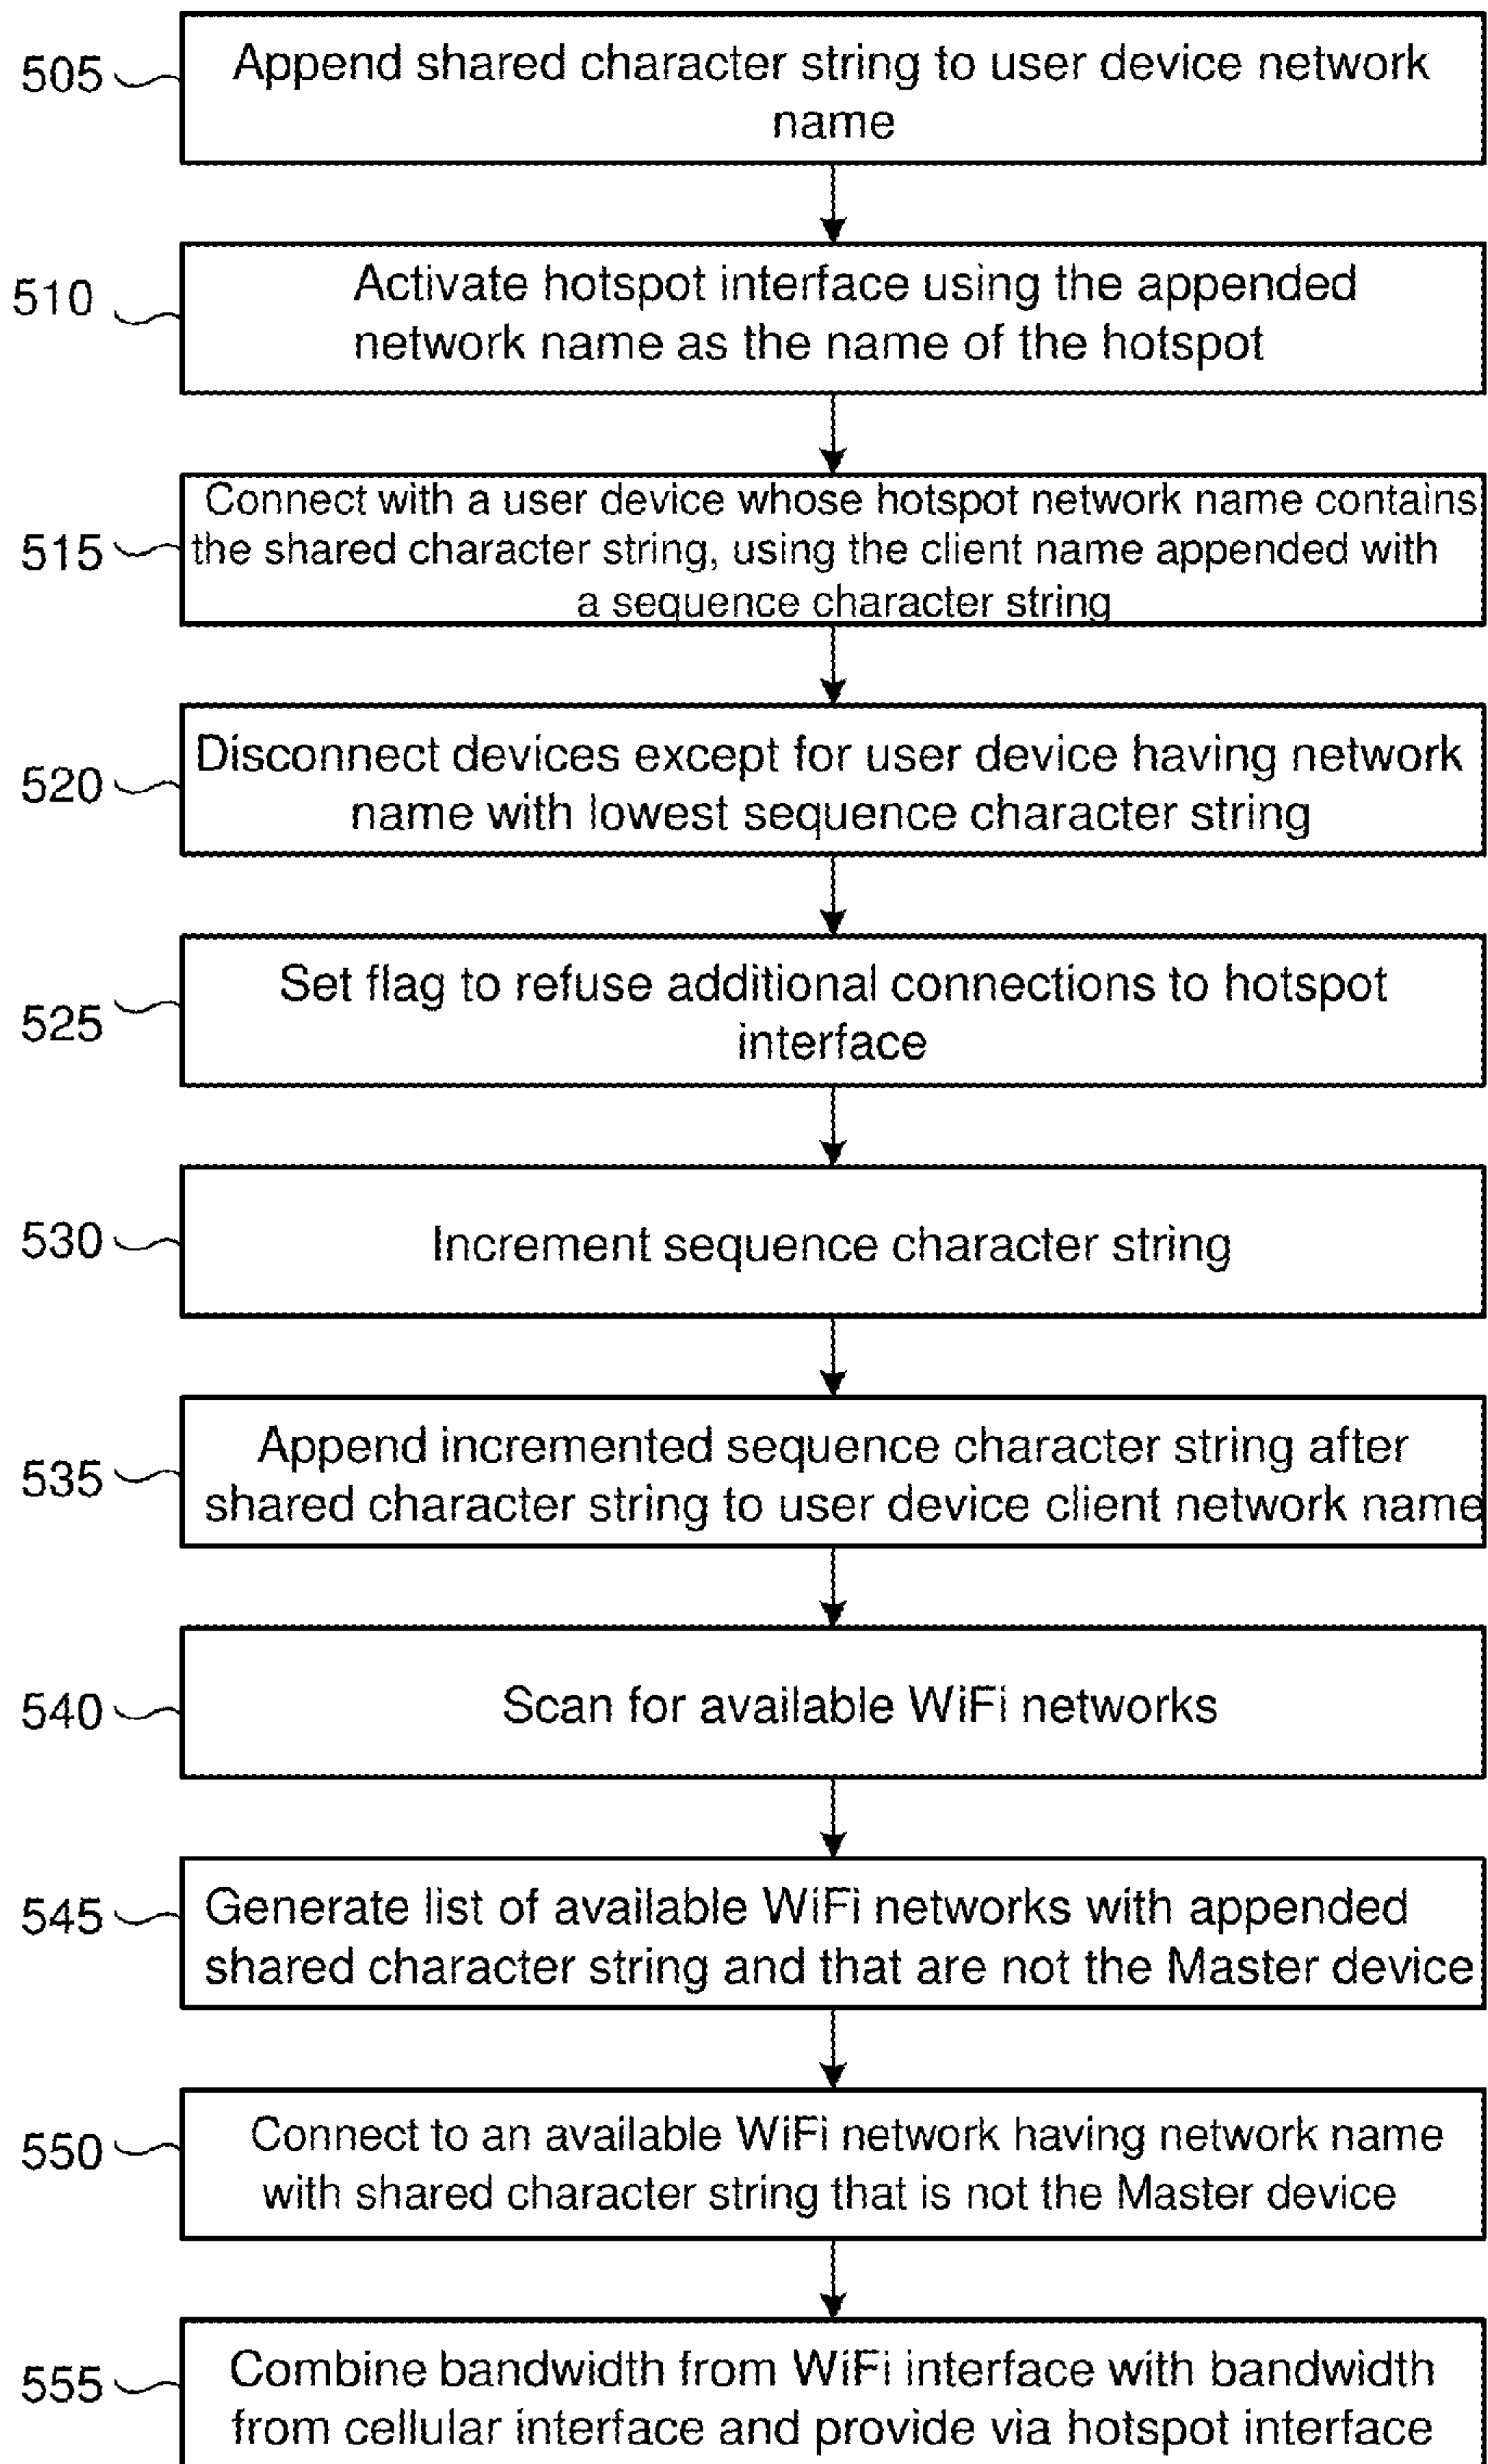 505
Append shared character string to user device network
name
510
Activate hotspot interface using the appended
network name as the name of the hotspot
515
Connect with a user device whose hotspot network name contains
the shared character string, using the client name appended with
a sequence character string
520
Disconnect devices except for user device having network
name with lowest sequence character string
525
Set flag to refuse additional connections to hotspot
interface
530
Increment sequence character string
535
Append incremented sequence character string after
shared character string to user device client network name
540
Scan for available WiFi networks
545
Generate list of available WiFi networks with appended
shared character string and that are not the Master device
550
Connect to an available WiFi network having network name
with shared character string that is not the Master device
555
Combine bandwidth from WiFi interface with bandwidth
from cellular interface and provide via hotspot interface